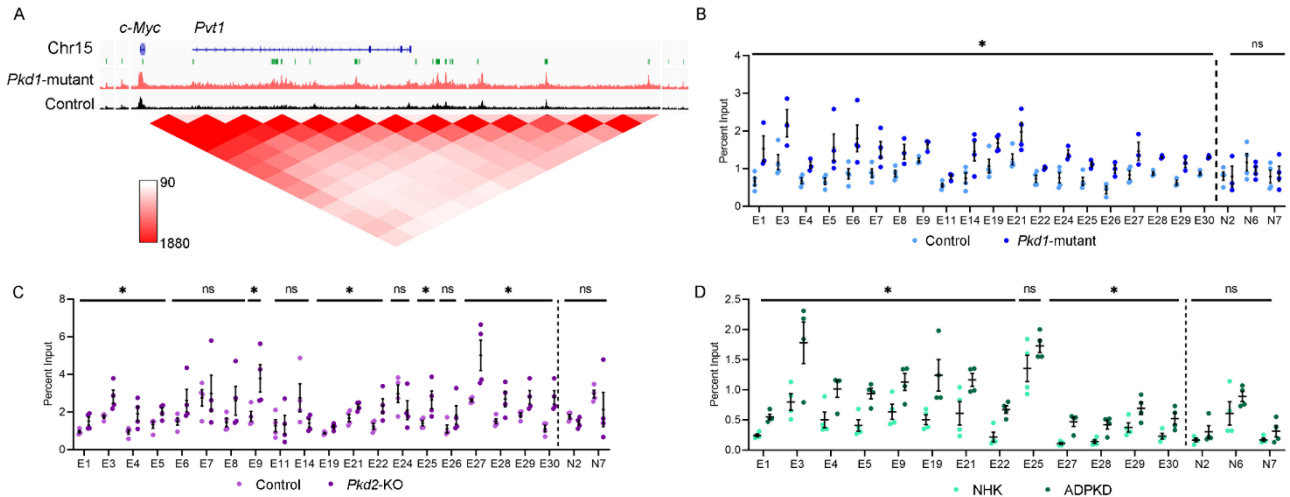 A
c-Myc Pvt1
Chr15
Pkd1-mutant
Control
90
1880
B
*
ns
Percent Input
4
3
2
1
0
E1 E3 E4 E5 E6 E7 E8 E9 E11 E14 E19 E21 E22 E24 E25 E26 E27 E28 E29 E30 N2 N6 N7
Control Pkd1-mutant
C
* ns * ns * ns * ns * ns
Percent Input
8
6
4
2
0
E1 E3 E4 E5 E6 E7 E8 E9 E11 E14 E19 E21 E22 E24 E25 E26 E27 E28 E29 E30 N2 N7
Control Pkd2-KO
D
* ns * ns
Percent Input
2.5
2.0
1.5
1.0
0.5
0.0
E1 E3 E4 E5 E9 E19 E21 E22 E25 E27 E28 E29 E30 N2 N6 N7
NHK ADPKD